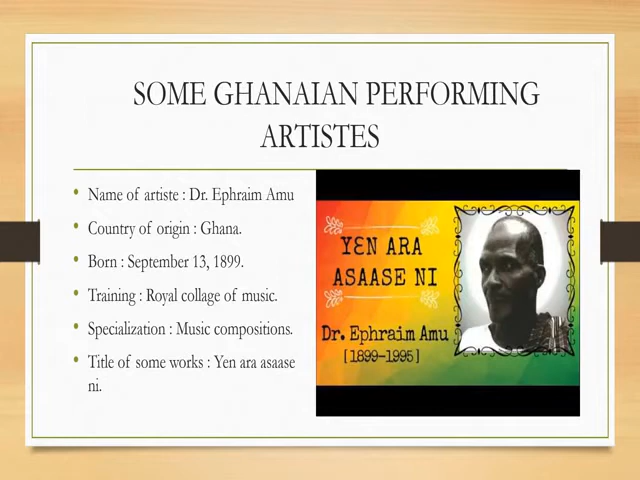 SOME GHANAIAN PERFORMING
ARTISTES
• Name of artiste : Dr. Ephraim Amu
• Country of origin : Ghana.
• Born : September 13, 1899.
• Training : Royal collage of music.
• Specialization : Music compositions.
• Title of some works : Yen ara asaase
ni.
YƐN ARA
ASAASE NI
Dr. Ephraim Amu
[1899-1995]